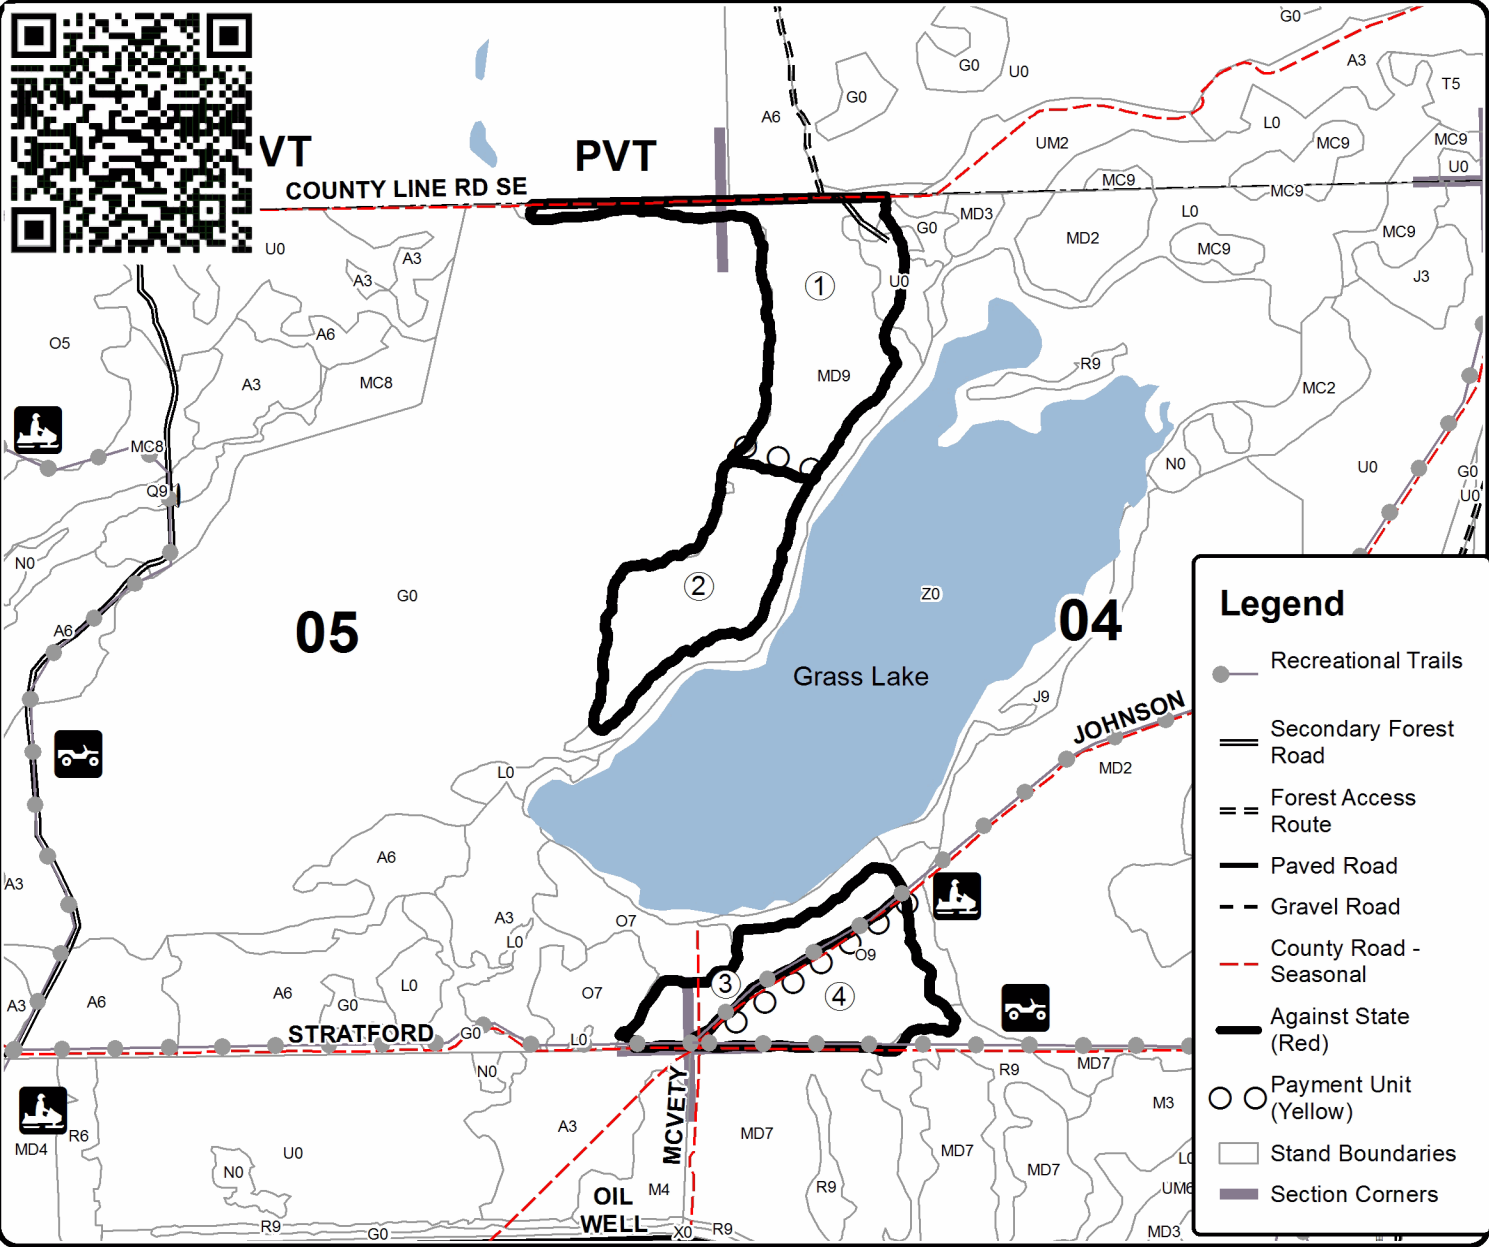 G0
A3
G0
U0
T5
G0
A6
L0
UM2
MC9
MC9
VT
PVT
U0
MC9
COUNTY LINE RD SE
MC9
L0
MD3
G0
MD2
MC9
MC9
U0
A3
A3
1
U0
J3
A6
O5
R9
A3
MC8
MD9
MC2
MC8
N0
U0
G0
Q9
U0
N0
2
G0
Z0
05
04
A6
Grass Lake
J9
JOHNSON
L0
MD2
A6
A3
A3
O7
L0
O9
3
4
A3
A6
A3
G0
L0
O7
STRATFORD
G0
L0
N0
R9
MD7
MCVETY
A3
M3
R6
MD4
U0
MD7
MD7
L0
N0
MD7
M4
R9
UM6
OIL
WELL
R9
G0
X0
R9
MD3
Legend
Recreational Trails
Secondary Forest
Road
Forest Access
Route
Paved Road
Gravel Road
County Road -
Seasonal
Against State
(Red)
Payment Unit
(Yellow)
Stand Boundaries
Section Corners